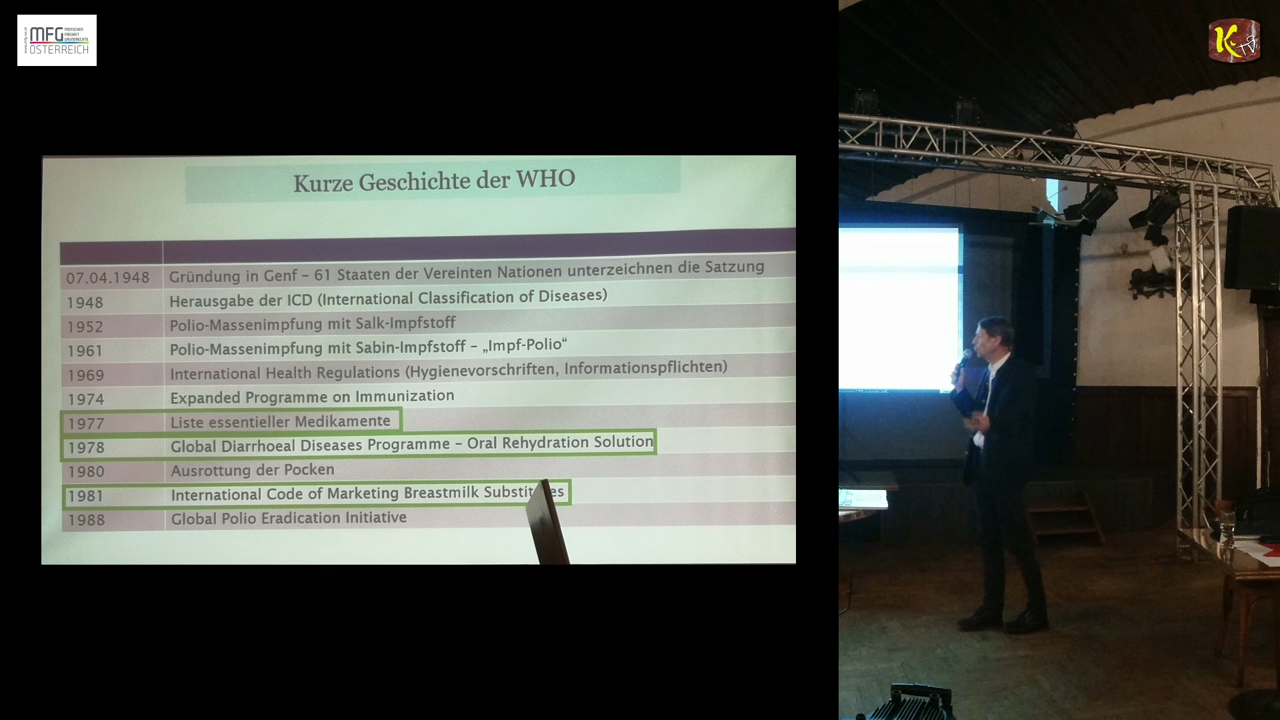 MFG
MENSCHEN
FREIHEIT
GRUNDRECHTE
ÖSTERREICH
K
TV
Kurze Geschichte der WHO
07.04.1948 Gründung in Genf – 61 Staaten der Vereinten Nationen unterzeichnen die Satzung
1948 Herausgabe der ICD (International Classification of Diseases)
1952 Polio-Massenimpfung mit Salk-Impfstoff
1961 Polio-Massenimpfung mit Sabin-Impfstoff – „Impf-Polio“
1969 International Health Regulations (Hygienevorschriften, Informationspflichten)
1974 Expanded Programme on Immunization
1977 Liste essentieller Medikamente
1978 Global Diarrhoeal Diseases Programme – Oral Rehydration Solution
1980 Ausrottung der Pocken
1981 International Code of Marketing Breastmilk
1988 Global Polio Eradication Initiative